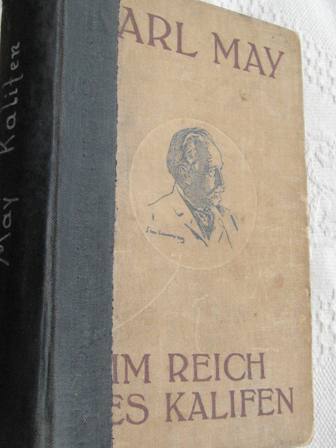 ARL MAY
IM REICH
ES KALIFEN
May Kalifen